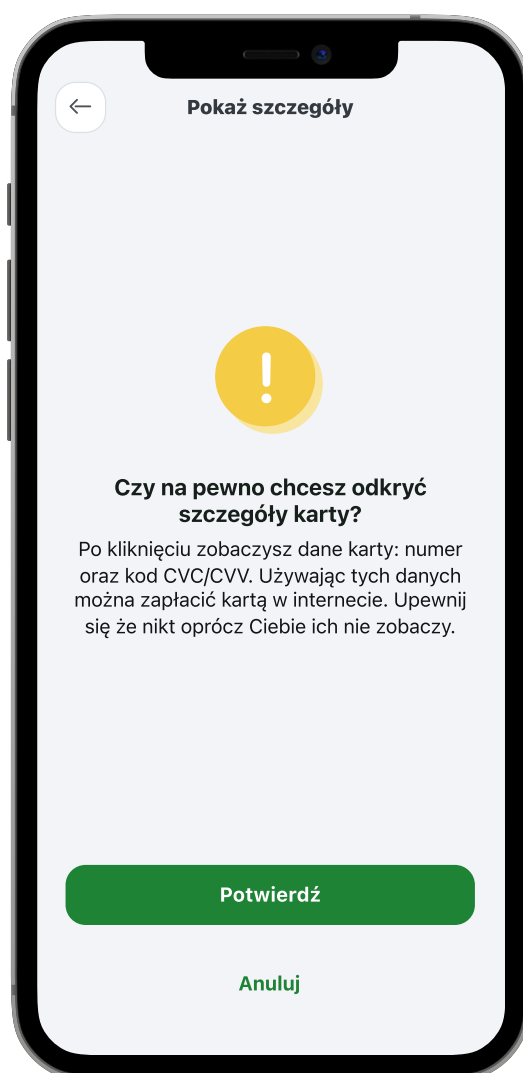 Pokaż szczegóły
Czy na pewno chcesz odkryć
szczegóły karty?
Po kliknięciu zobaczysz dane karty: numer
oraz kod CVC/CVV. Używając tych danych
można zapłacić kartą w internecie. Upewnij
się że nikt oprócz Ciebie ich nie zobaczy.
Potwierdź
Anuluj